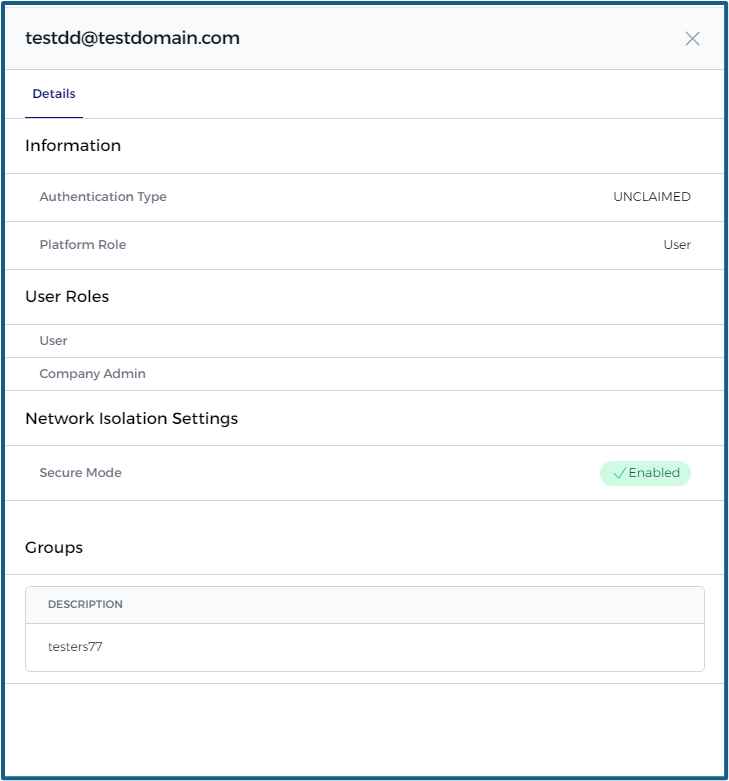 testdd@testdomain.com
Details
Information
Authentication Type UNCLAIMED
Platform Role User
User Roles
User
Company Admin
Network Isolation Settings
Secure Mode Enabled
Groups
DESCRIPTION
testers77